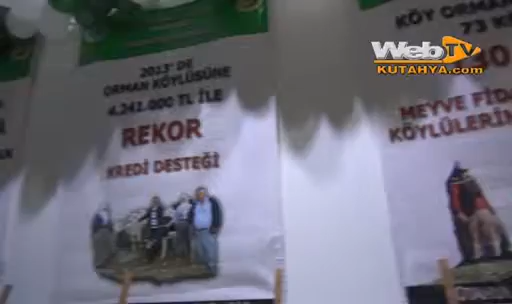 2013' DE
ORMAN KÖYLÜSÜNE
4.241.000 TL İLE
REKOR
KREDİ DESTEĞİ
KÖY ORMAN
73 K
30
MEYVE FİDA
KÖYLÜLERİN
WebTV
KUTAHYA.com